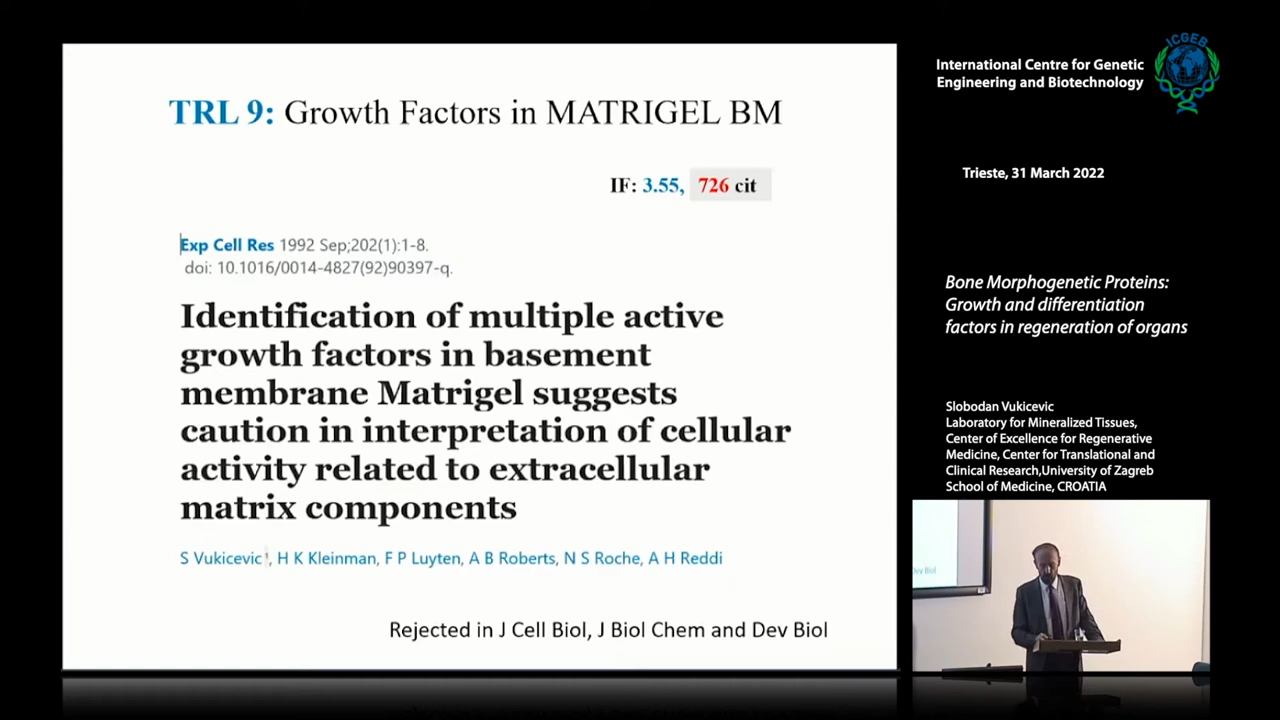 TRL 9: Growth Factors in MATRIGEL BM
IF: 3.55, 726 cit
Exp Cell Res 1992 Sep;202(1):1-8.
doi: 10.1016/0014-4827(92)90397-q.
Identification of multiple active
growth factors in basement
membrane Matrigel suggests
caution in interpretation of cellular
activity related to extracellular
matrix components
S Vukicevic 1, H K Kleinman, F P Luyten, A B Roberts, N S Roche, A H Reddi
Rejected in J Cell Biol, J Biol Chem and Dev Biol
International Centre for Genetic
Engineering and Biotechnology
ICGEB
Trieste, 31 March 2022
Bone Morphogenetic Proteins:
Growth and differentiation
factors in regeneration of organs
Slobodan Vukicevic
Laboratory for Mineralized Tissues,
Center of Excellence for Regenerative
Medicine, Center for Translational and
Clinical Research,University of Zagreb
School of Medicine, CROATIA
Dev Biol